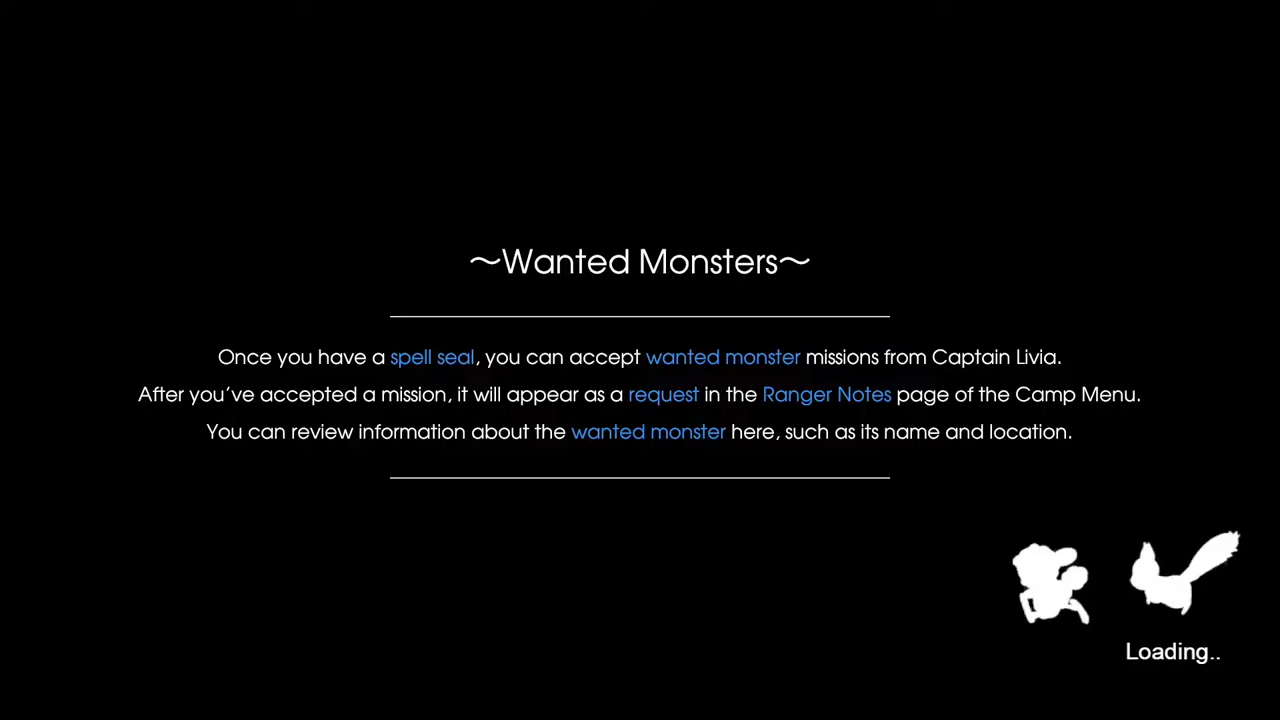 ～Wanted Monsters～
Once you have a spell seal, you can accept wanted monster missions from Captain Livia.
After you've accepted a mission, it will appear as a request in the Ranger Notes page of the Camp Menu.
You can review information about the wanted monster here, such as its name and location.
Loading..